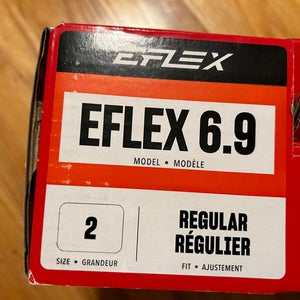 EFLEX
EFLEX 6.9
MODEL • MODÈLE
2
SIZE • GRANDEUR
REGULAR
RÉGULIER
FIT • AJUSTEMENT